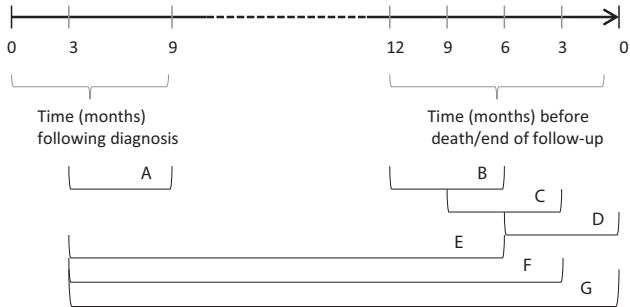 0 3 9 12 9 6 3 0
Time (months)
following diagnosis
Time (months) before
death/end of follow-up
A B
C
D
E
F
G